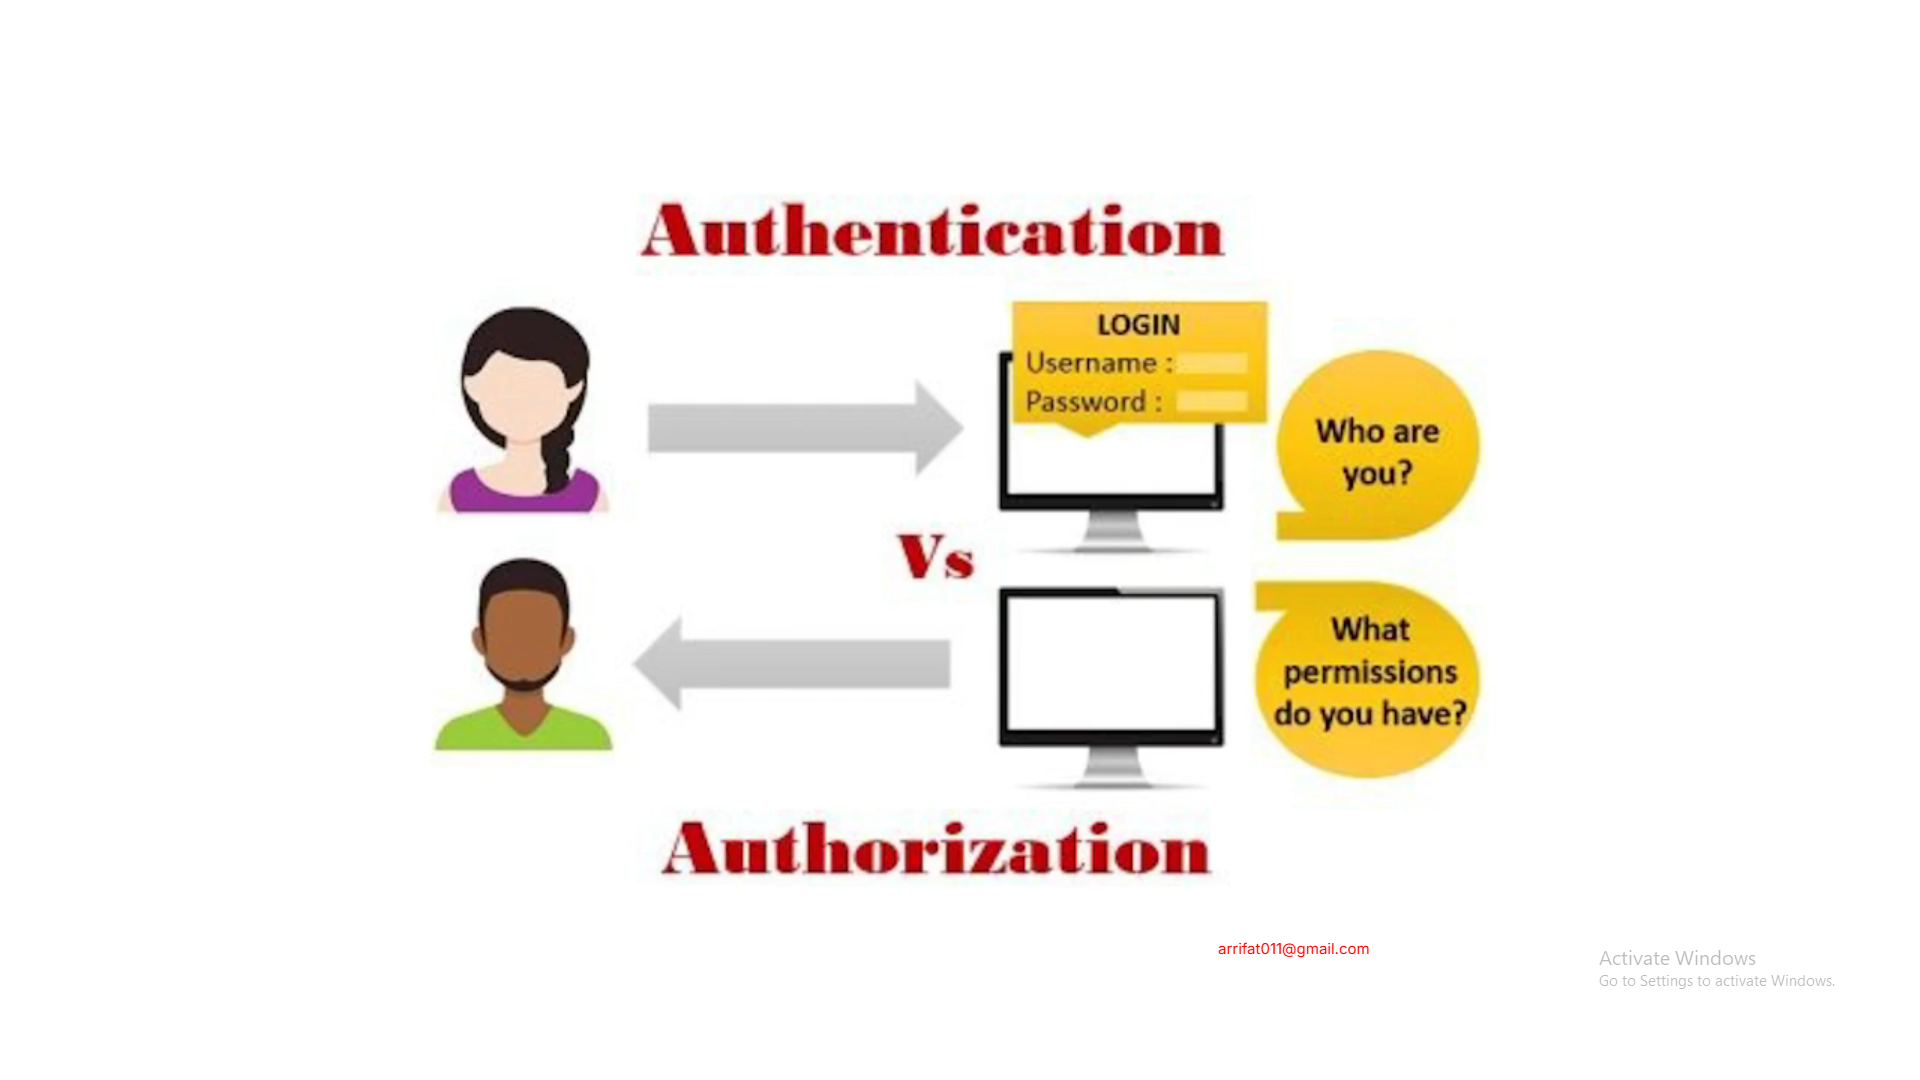 Authentication
LOGIN
Username :
Password :
Who are
you?
Vs
What
permissions
do you have?
Authorization
arrifat011@gmail.com
Activate Windows
Go to Settings to activate Windows.